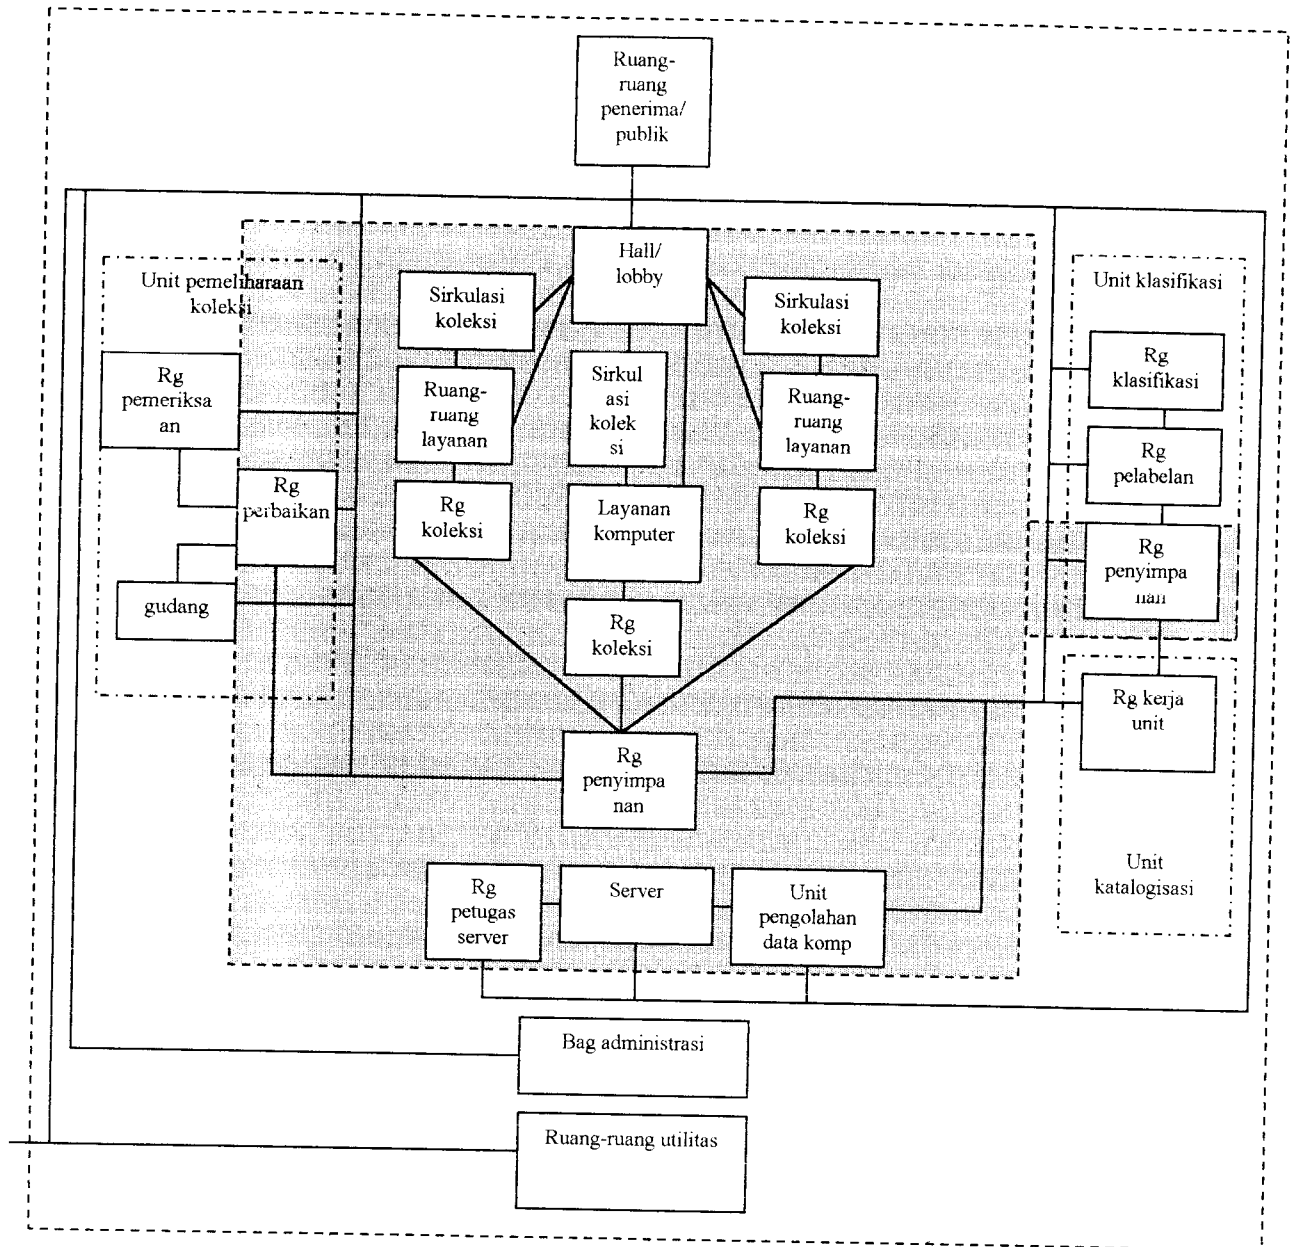 Ruang-
ruang
penerima/
publik
Hall/
lobby
Unit pemeliharaan
koleksi
Sirkulasi
koleksi
Sirkulasi
koleksi
Unit klasifikasi
Rg
pemeriksa
an
Ruang-
ruang
layanan
Sirkul
asi
kolek
si
Ruang-
ruang
layanan
Rg
klasifikasi
Rg
pelabelan
Rg
perbaikan
Rg
koleksi
Layanan
komputer
Rg
koleksi
Rg
penyimpa
nan
gudang
Rg
koleksi
Rg kerja
unit
Rg
penyimpa
nan
Unit
katalogisasi
Rg
petugas
server
Server
Unit
pengolahan
data komp
Bag administrasi
Ruang-ruang utilitas